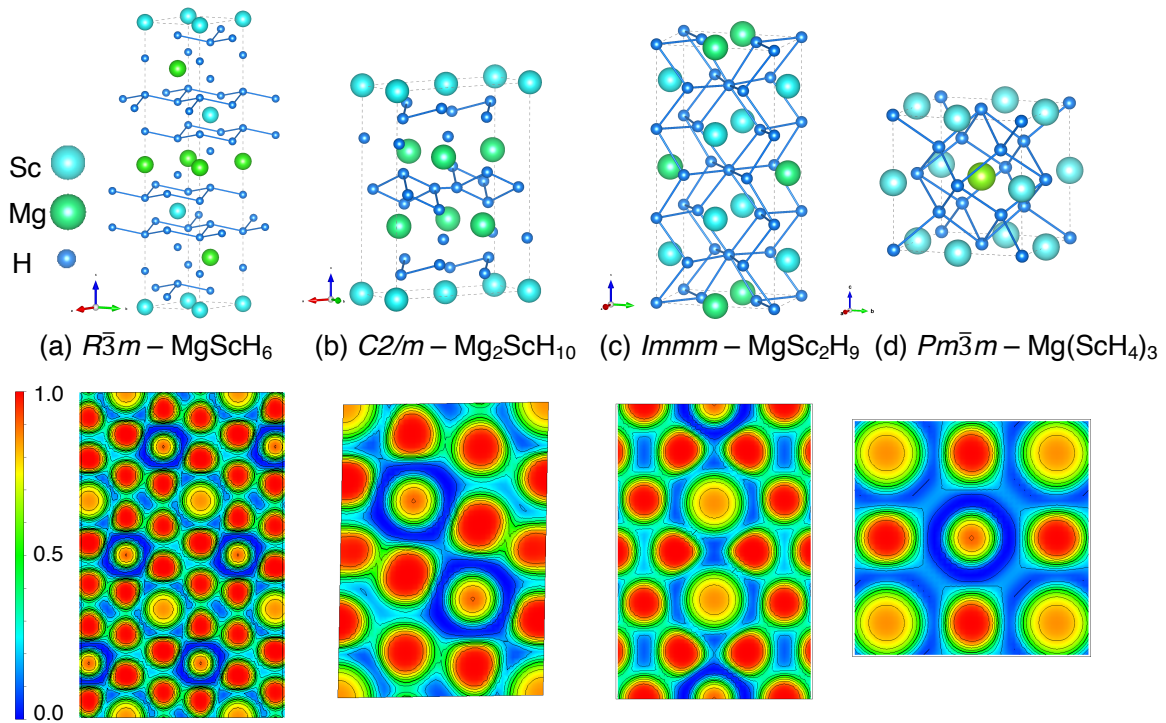 Sc
Mg
H
(a) R3̅m – MgScH₆
(b) C2/m – Mg₂ScH₁₀
(c) Immm – MgSc₂H₉
(d) Pm3̅m – Mg(ScH₄)₃
1.0
0.5
0.0